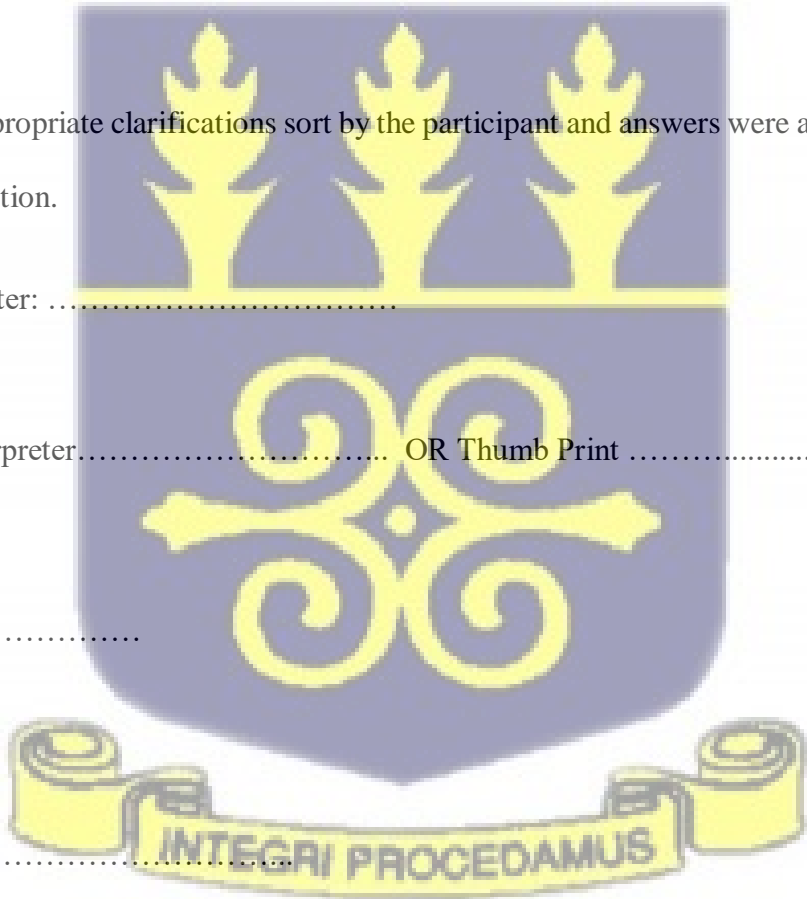 propriate clarifications sort by the participant and answers were a
tion.
ter: ……………………………
rpreter………………………….. OR Thumb Print ………...........
…………
………………………..
INTEGRI PROCEDAMUS